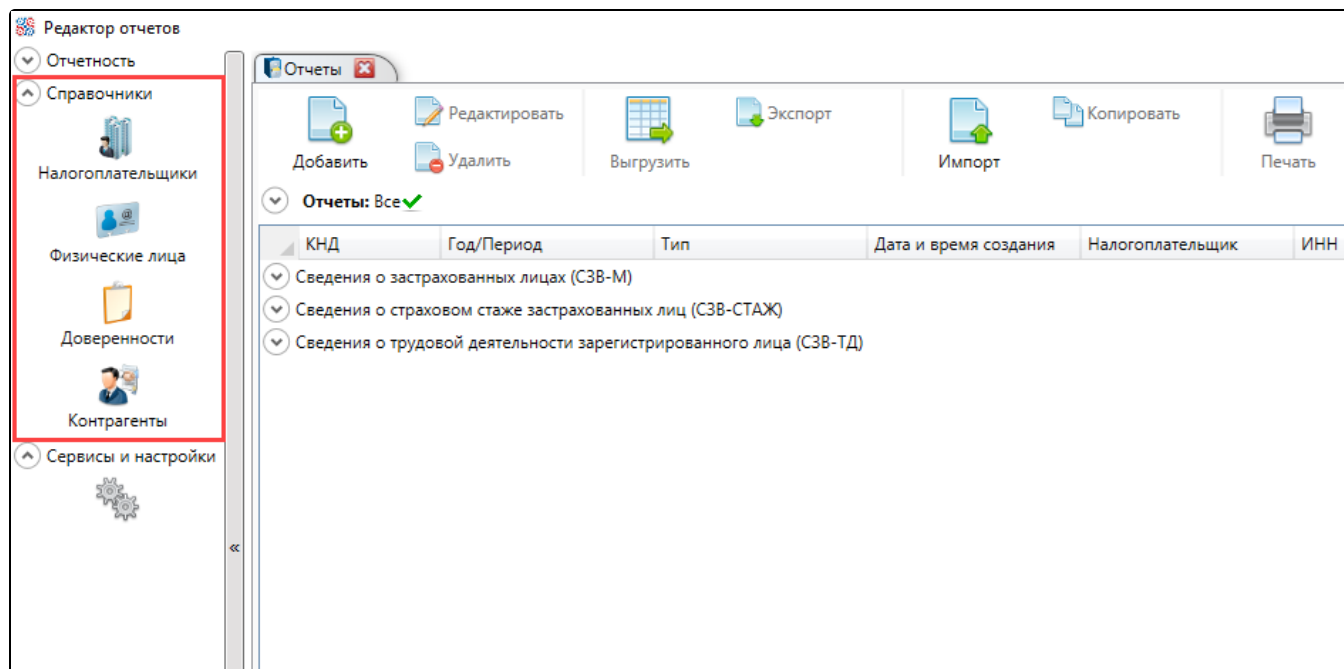 Редактор отчетов
Отчетность
Справочники
Налогоплательщики
Физические лица
Доверенности
Контрагенты
Сервисы и настройки
«
Отчеты
Добавить
Редактировать
Удалить
Выгрузить
Экспорт
Импорт
Копировать
Печать
Отчеты: Все
КНД Год/Период Тип Дата и время создания Налогоплательщик ИНН
Сведения о застрахованных лицах (СЗВ-М)
Сведения о страховом стаже застрахованных лиц (СЗВ-СТАЖ)
Сведения о трудовой деятельности зарегистрированного лица (СЗВ-ТД)